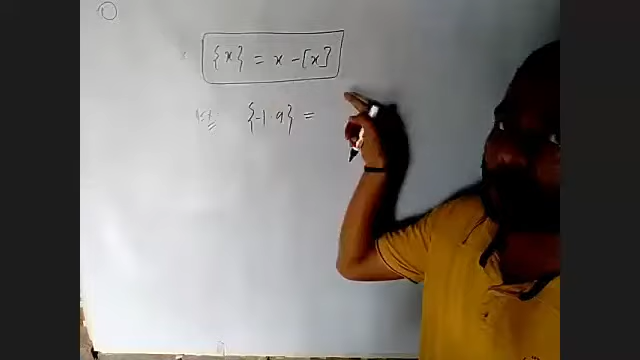 ①
{x} = x - [x]
{-1.9} =